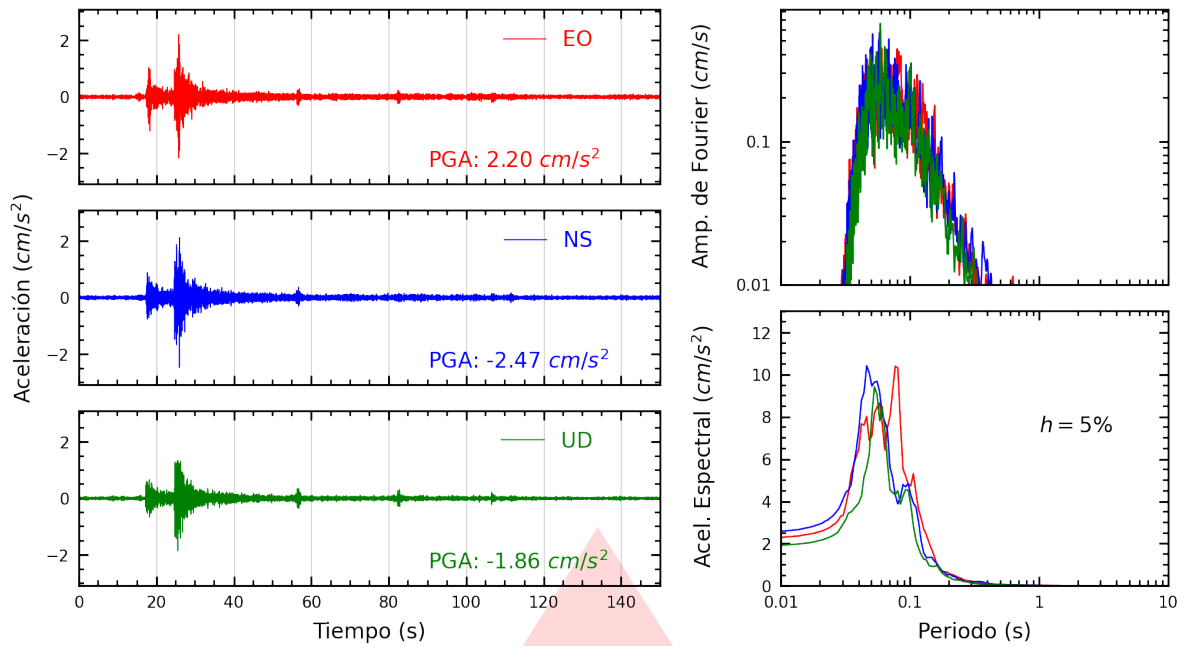 Aceleración (cm/s²)
2
0
−2
EO
PGA: 2.20 cm/s²
2
0
−2
NS
PGA: -2.47 cm/s²
2
0
−2
UD
PGA: -1.86 cm/s²
0 20 40 60 80 100 120 140
Tiempo (s)
Amp. de Fourier (cm/s)
0.1
0.01
Acel. Espectral (cm/s²)
12
10
8
6
4
2
0
h = 5%
0.01 0.1 1 10
Periodo (s)